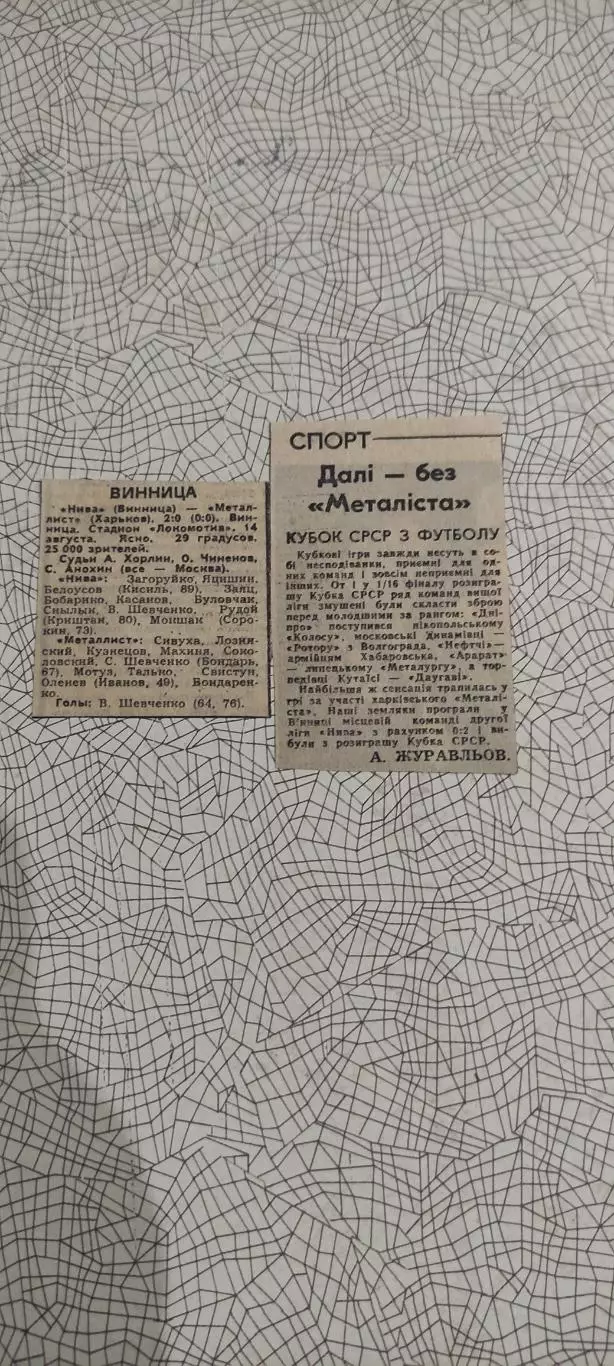 ВИННИЦА
«Нива» (Винница) — «Метал-
лист» (Харьков). 2:0 (0:0). Вин-
ница. Стадион «Локомотив». 14
августа. Ясно. 29 градусов.
25 000 зрителей.
Судьи А. Хорлин, О. Чиненов,
С. Анохин (все — Москва).
«Нива»: Загоруйко, Яцишин,
Белоусов (Кисиль, 89), Заяц,
Бобарико, Касанов, Буловчак,
Снылык, В. Шевченко, Рудой
(Криштан, 80), Моишак (Соро-
кин, 73).
«Металлист»: Сивуха, Лозин-
ский, Кузнецов, Махиня, Соко-
ловский, С. Шевченко (Бондарь,
67), Мотуз, Талько, Свистун,
Оленев (Иванов, 49), Бондарен-
ко.
Голы: В. Шевченко (64, 76).
СПОРТ
Далі — без
«Металіста»
КУБОК СРСР З ФУТБОЛУ
Кубкові ігри завжди несуть в со-
бі несподіванки, приємні для од-
них команд і зовсім неприємні для
інших. От і у 1/16 фіналу розигра-
шу Кубка СРСР ряд команд вищої
ліги змушені були скласти зброю
перед молодшими за рангом: «Дні-
про» поступився нікопольському
«Колосу», московські динамівці —
«Ротору» з Волгограда, «Нефтчі» —
армійцям Хабаровська, «Арарат»
— липецькому «Металургу», а тор-
педівці Кутаїсі — «Даугаві».
Найбільша ж сенсація трапилась у
грі за участі харківського «Металі-
ста». Наші земляки програли у
Вінниці місцевій команді другої
ліги «Нива» з рахунком 0:2 і ви-
були з розиграшу Кубка СРСР.
А. ЖУРАВЛЬОВ.